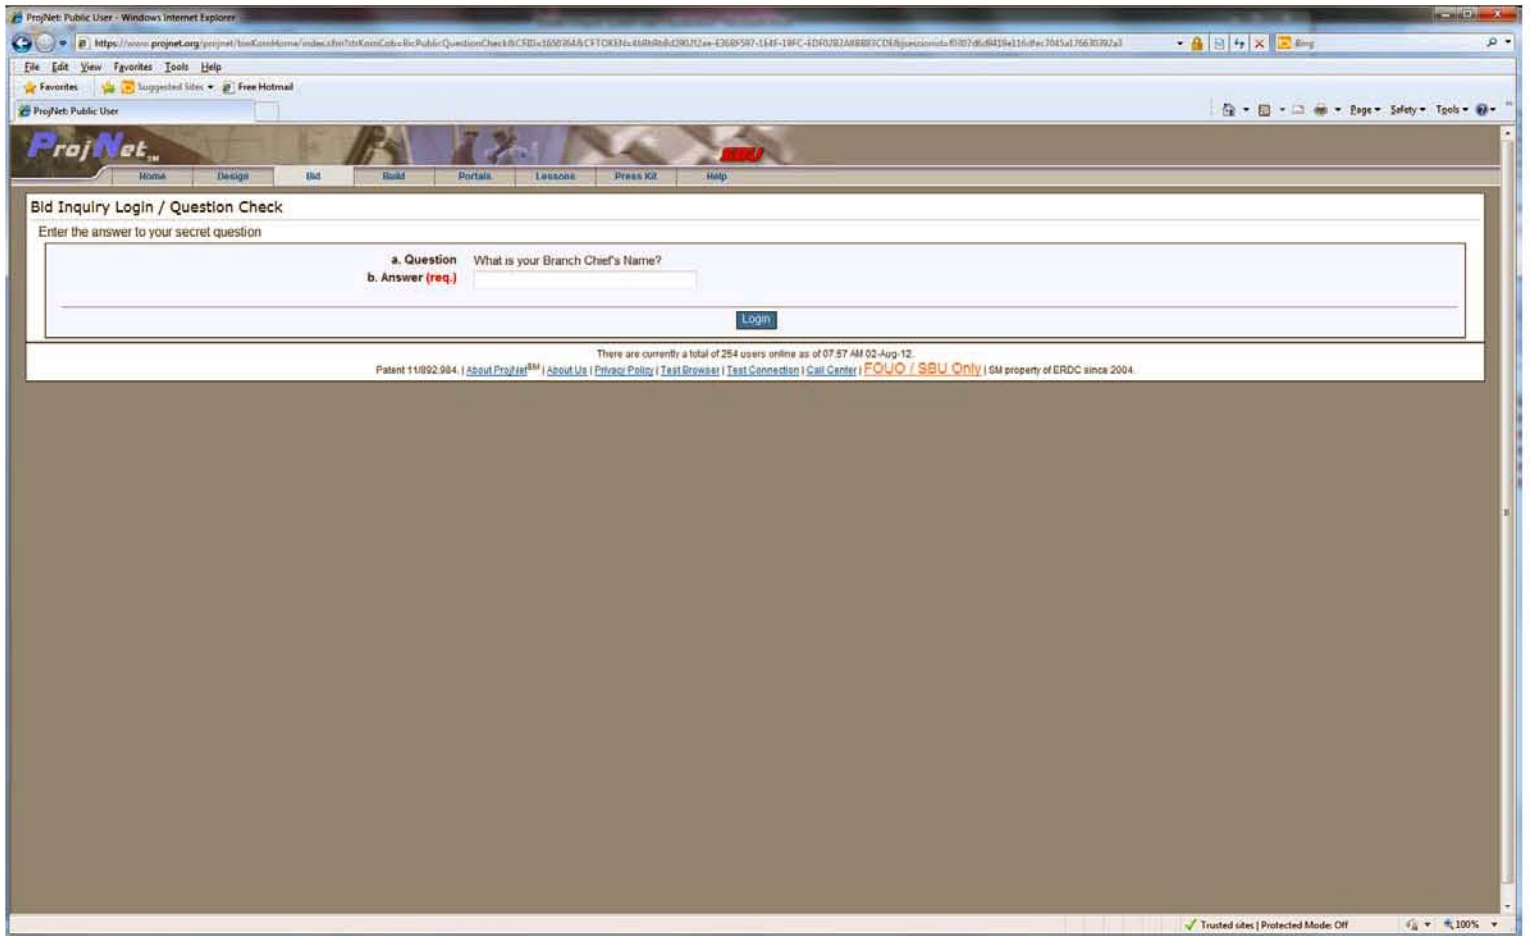 ProjNet: Public User - Windows Internet Explorer
File Edit View Favorites Tools Help
Favorites Suggested Sites Free Hotmail
ProjNet: Public User
Page Safety Tools
ProjNet SM
SBU
Home Design Bid Build Portals Lessons Press Kit Help
Bid Inquiry Login / Question Check
Enter the answer to your secret question
a. Question What is your Branch Chief's Name?
b. Answer (req.)
Login
There are currently a total of 254 users online as of 07:57 AM 02-Aug-12.
Patent 11/892,984. | About ProjNetSM | About Us | Privacy Policy | Test Browser | Test Connection | Call Center | FOUO / SBU Only | SM property of ERDC since 2004.
Trusted sites | Protected Mode: Off 100%